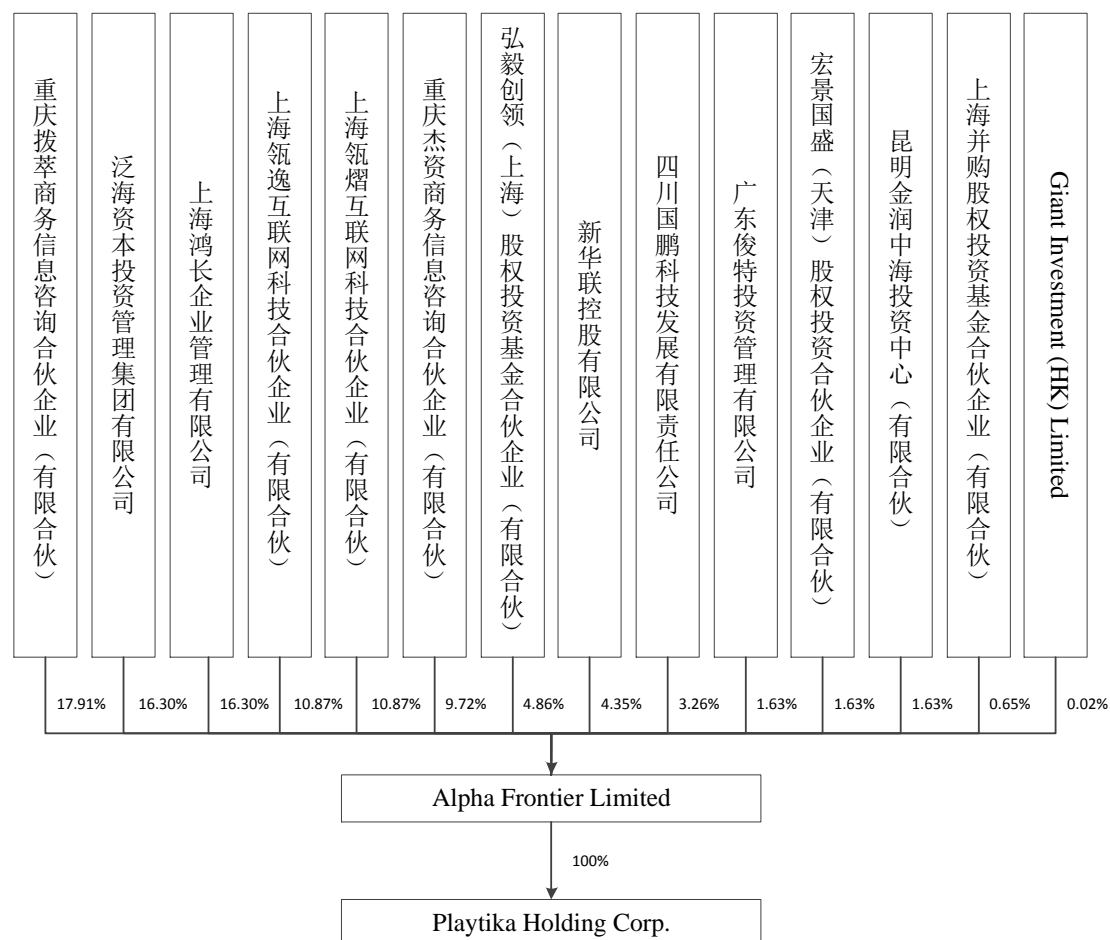 重庆拨萃商务信息咨询合伙企业（有限合伙）
泛海资本投资管理集团有限公司
上海鸿长企业管理有限公司
上海瓴逸互联网科技合伙企业（有限合伙）
上海瓴熠互联网科技合伙企业（有限合伙）
重庆杰资商务信息咨询合伙企业（有限合伙）
弘毅创领（上海）股权投资基金合伙企业（有限合伙）
新华联控股有限公司
四川国鹏科技发展有限责任公司
广东俊特投资管理有限公司
宏景国盛（天津）股权投资合伙企业（有限合伙）
昆明金润中海投资中心（有限合伙）
上海并购股权投资基金合伙企业（有限合伙）
Giant Investment (HK) Limited
17.91% 16.30% 16.30% 10.87% 10.87% 9.72% 4.86% 4.35% 3.26% 1.63% 1.63% 1.63% 0.65% 0.02%
Alpha Frontier Limited
100%
Playtika Holding Corp.